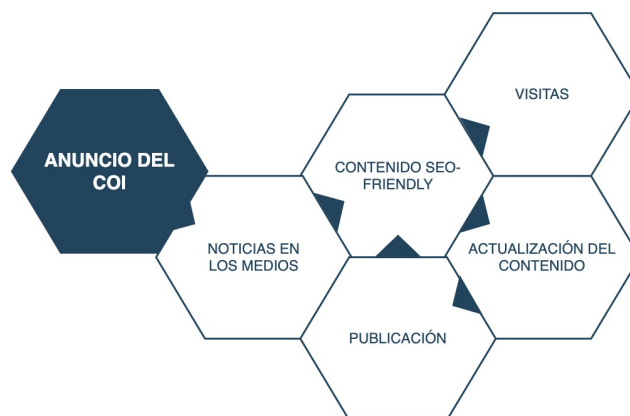 ANUNCIO DEL
COI
NOTICIAS EN
LOS MEDIOS
CONTENIDO SEO-
FRIENDLY
PUBLICACIÓN
VISITAS
ACTUALIZACIÓN DEL
CONTENIDO